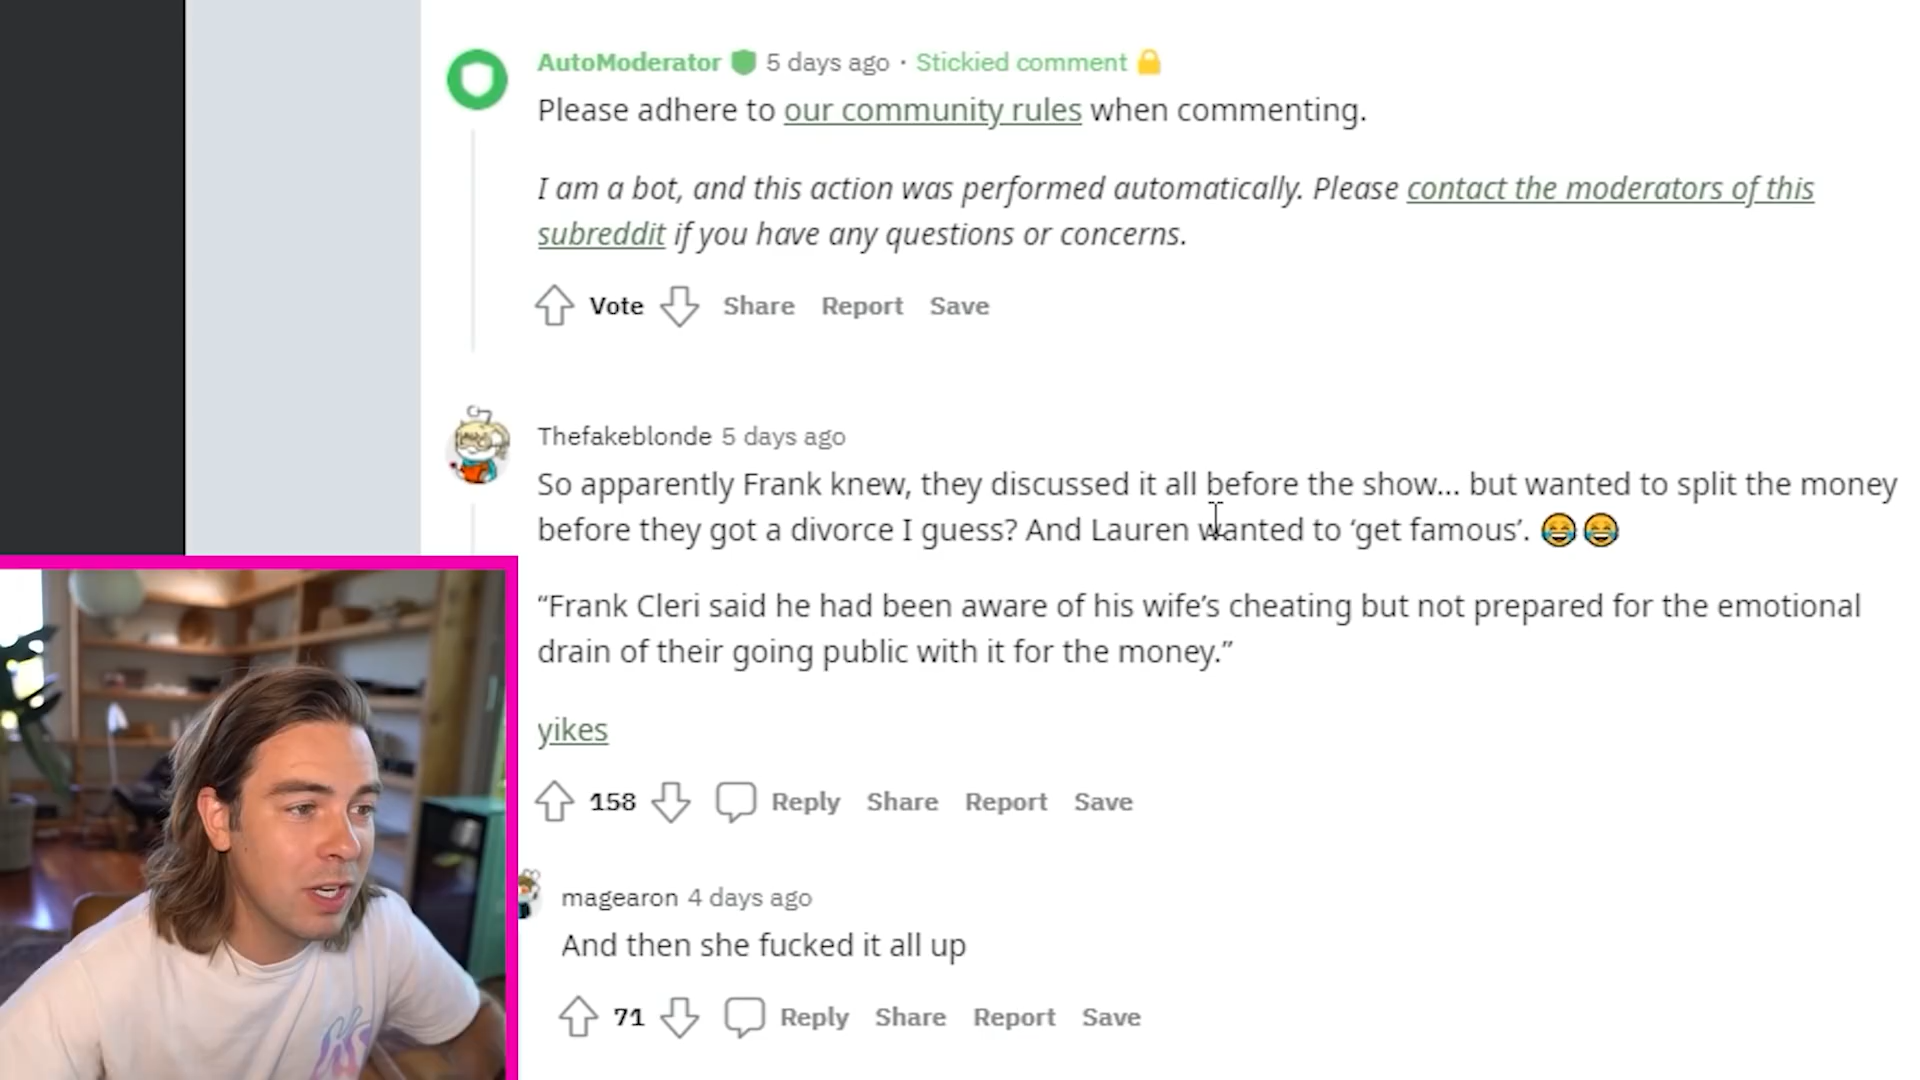 AutoModerator 5 days ago · Stickied comment
Please adhere to our community rules when commenting.
I am a bot, and this action was performed automatically. Please contact the moderators of this
subreddit if you have any questions or concerns.
Vote Share Report Save
Thefakeblonde 5 days ago
So apparently Frank knew, they discussed it all before the show... but wanted to split the money
before they got a divorce I guess? And Lauren wanted to ‘get famous’. 😂😂
“Frank Cleri said he had been aware of his wife’s cheating but not prepared for the emotional
drain of their going public with it for the money.”
yikes
158 Reply Share Report Save
magearon 4 days ago
And then she fucked it all up
71 Reply Share Report Save